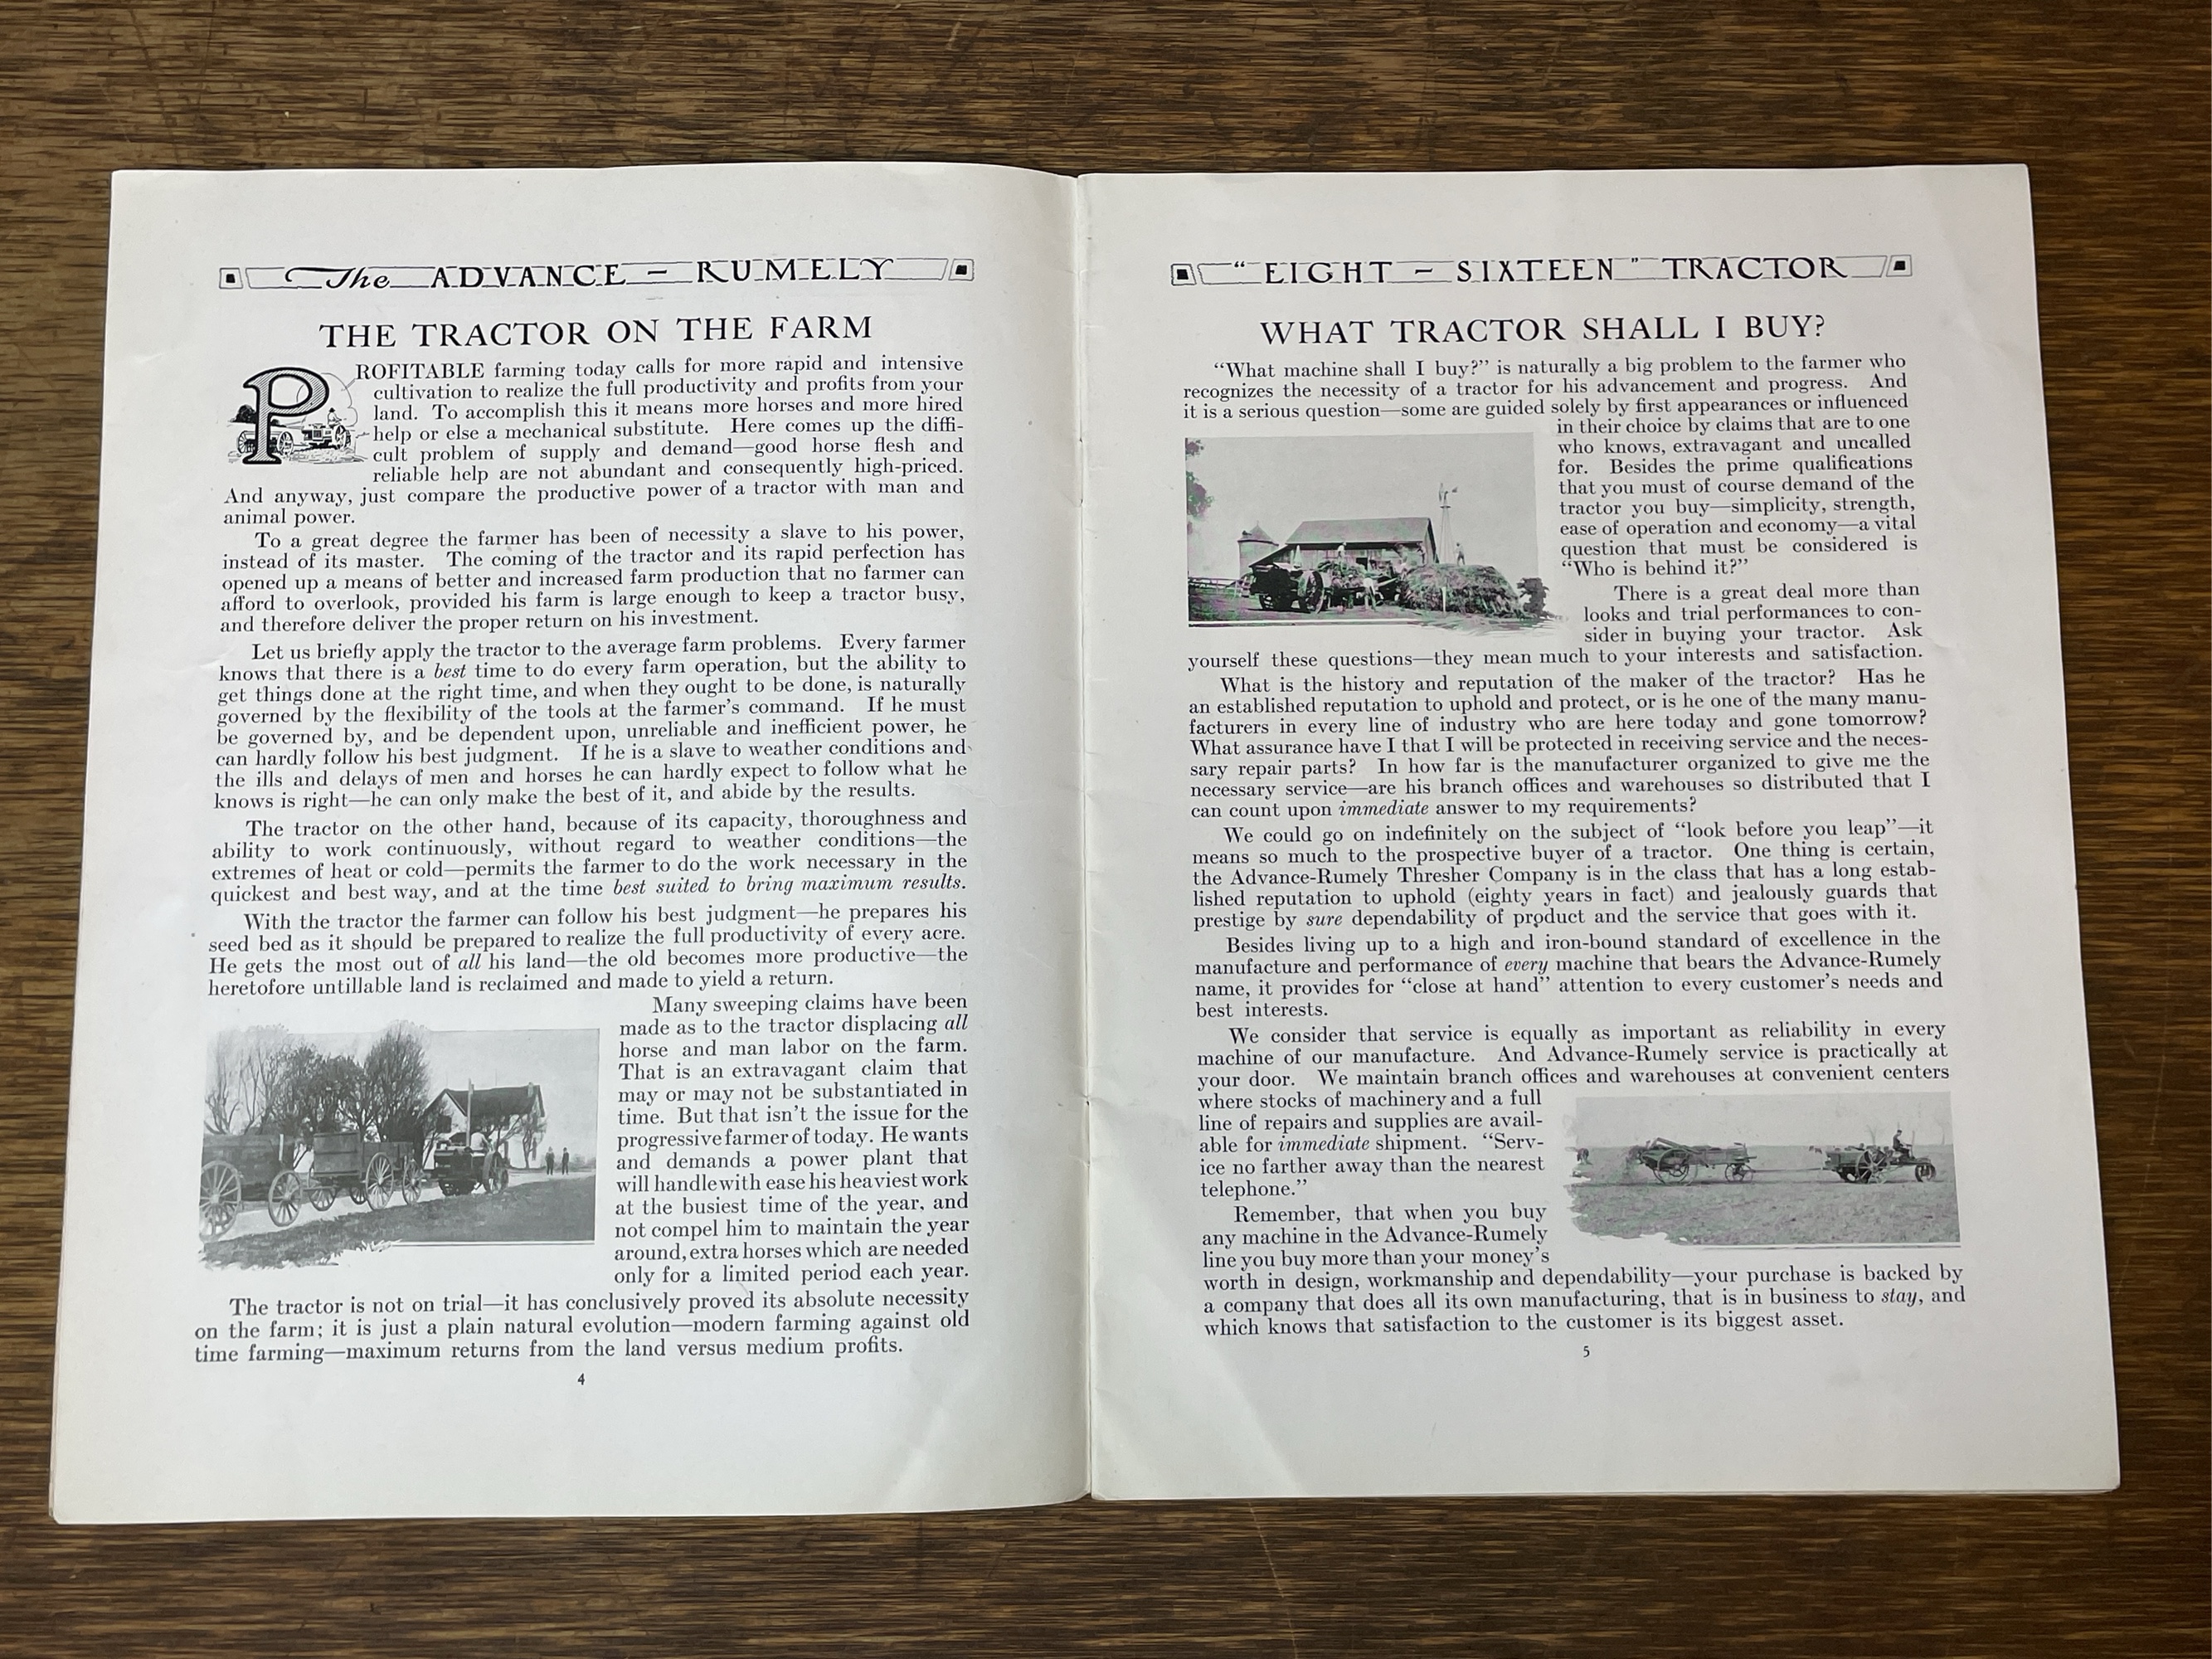 The ADVANCE - RUMELY
THE TRACTOR ON THE FARM
PROFITABLE farming today calls for more rapid and intensive
cultivation to realize the full productivity and profits from your
land. To accomplish this it means more horses and more hired
help or else a mechanical substitute. Here comes up the diffi-
cult problem of supply and demand—good horse flesh and
reliable help are not abundant and consequently high-priced.
And anyway, just compare the productive power of a tractor with man and
animal power.
To a great degree the farmer has been of necessity a slave to his power,
instead of its master. The coming of the tractor and its rapid perfection has
opened up a means of better and increased farm production that no farmer can
afford to overlook, provided his farm is large enough to keep a tractor busy,
and therefore deliver the proper return on his investment.
Let us briefly apply the tractor to the average farm problems. Every farmer
knows that there is a best time to do every farm operation, but the ability to
get things done at the right time, and when they ought to be done, is naturally
governed by the flexibility of the tools at the farmer's command. If he must
be governed by, and be dependent upon, unreliable and inefficient power, he
can hardly follow his best judgment. If he is a slave to weather conditions and
the ills and delays of men and horses he can hardly expect to follow what he
knows is right—he can only make the best of it, and abide by the results.
The tractor on the other hand, because of its capacity, thoroughness and
ability to work continuously, without regard to weather conditions—the
extremes of heat or cold—permits the farmer to do the work necessary in the
quickest and best way, and at the time best suited to bring maximum results.
With the tractor the farmer can follow his best judgment—he prepares his
seed bed as it should be prepared to realize the full productivity of every acre.
He gets the most out of all his land—the old becomes more productive—the
heretofore untillable land is reclaimed and made to yield a return.
Many sweeping claims have been
made as to the tractor displacing all
horse and man labor on the farm.
That is an extravagant claim that
may or may not be substantiated in
time. But that isn't the issue for the
progressive farmer of today. He wants
and demands a power plant that
will handle with ease his heaviest work
at the busiest time of the year, and
not compel him to maintain the year
around, extra horses which are needed
only for a limited period each year.
The tractor is not on trial—it has conclusively proved its absolute necessity
on the farm; it is just a plain natural evolution—modern farming against old
time farming—maximum returns from the land versus medium profits.
4
"EIGHT - SIXTEEN" TRACTOR
WHAT TRACTOR SHALL I BUY?
"What machine shall I buy?" is naturally a big problem to the farmer who
recognizes the necessity of a tractor for his advancement and progress. And
it is a serious question—some are guided solely by first appearances or influenced
in their choice by claims that are to one
who knows, extravagant and uncalled
for. Besides the prime qualifications
that you must of course demand of the
tractor you buy—simplicity, strength,
ease of operation and economy—a vital
question that must be considered is
"Who is behind it?"
There is a great deal more than
looks and trial performances to con-
sider in buying your tractor. Ask
yourself these questions—they mean much to your interests and satisfaction.
What is the history and reputation of the maker of the tractor? Has he
an established reputation to uphold and protect, or is he one of the many manu-
facturers in every line of industry who are here today and gone tomorrow?
What assurance have I that I will be protected in receiving service and the neces-
sary repair parts? In how far is the manufacturer organized to give me the
necessary service—are his branch offices and warehouses so distributed that I
can count upon immediate answer to my requirements?
We could go on indefinitely on the subject of "look before you leap"—it
means so much to the prospective buyer of a tractor. One thing is certain,
the Advance-Rumely Thresher Company is in the class that has a long estab-
lished reputation to uphold (eighty years in fact) and jealously guards that
prestige by sure dependability of product and the service that goes with it.
Besides living up to a high and iron-bound standard of excellence in the
manufacture and performance of every machine that bears the Advance-Rumely
name, it provides for "close at hand" attention to every customer's needs and
best interests.
We consider that service is equally as important as reliability in every
machine of our manufacture. And Advance-Rumely service is practically at
your door. We maintain branch offices and warehouses at convenient centers
where stocks of machinery and a full
line of repairs and supplies are avail-
able for immediate shipment. "Serv-
ice no farther away than the nearest
telephone."
Remember, that when you buy
any machine in the Advance-Rumely
line you buy more than your money's
worth in design, workmanship and dependability—your purchase is backed by
a company that does all its own manufacturing, that is in business to stay, and
which knows that satisfaction to the customer is its biggest asset.
5